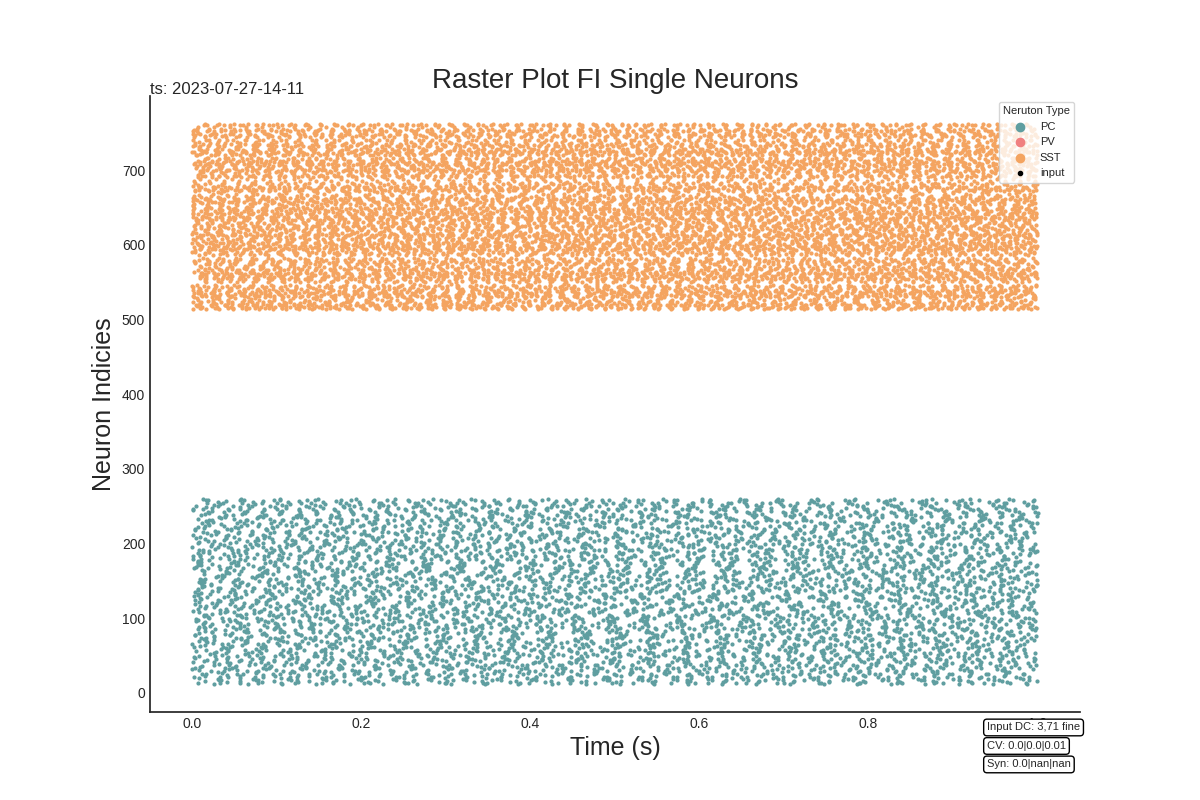 Raster Plot FI Single Neurons
ts: 2023-07-27-14-11
Neruton Type
PC
PV
SST
input
Neuron Indicies
700
600
500
400
300
200
100
0
0.0 0.2 0.4 0.6 0.8
Time (s)
Input DC: 3,71 fine
CV: 0.0|0.0|0.01
Syn: 0.0|nan|nan